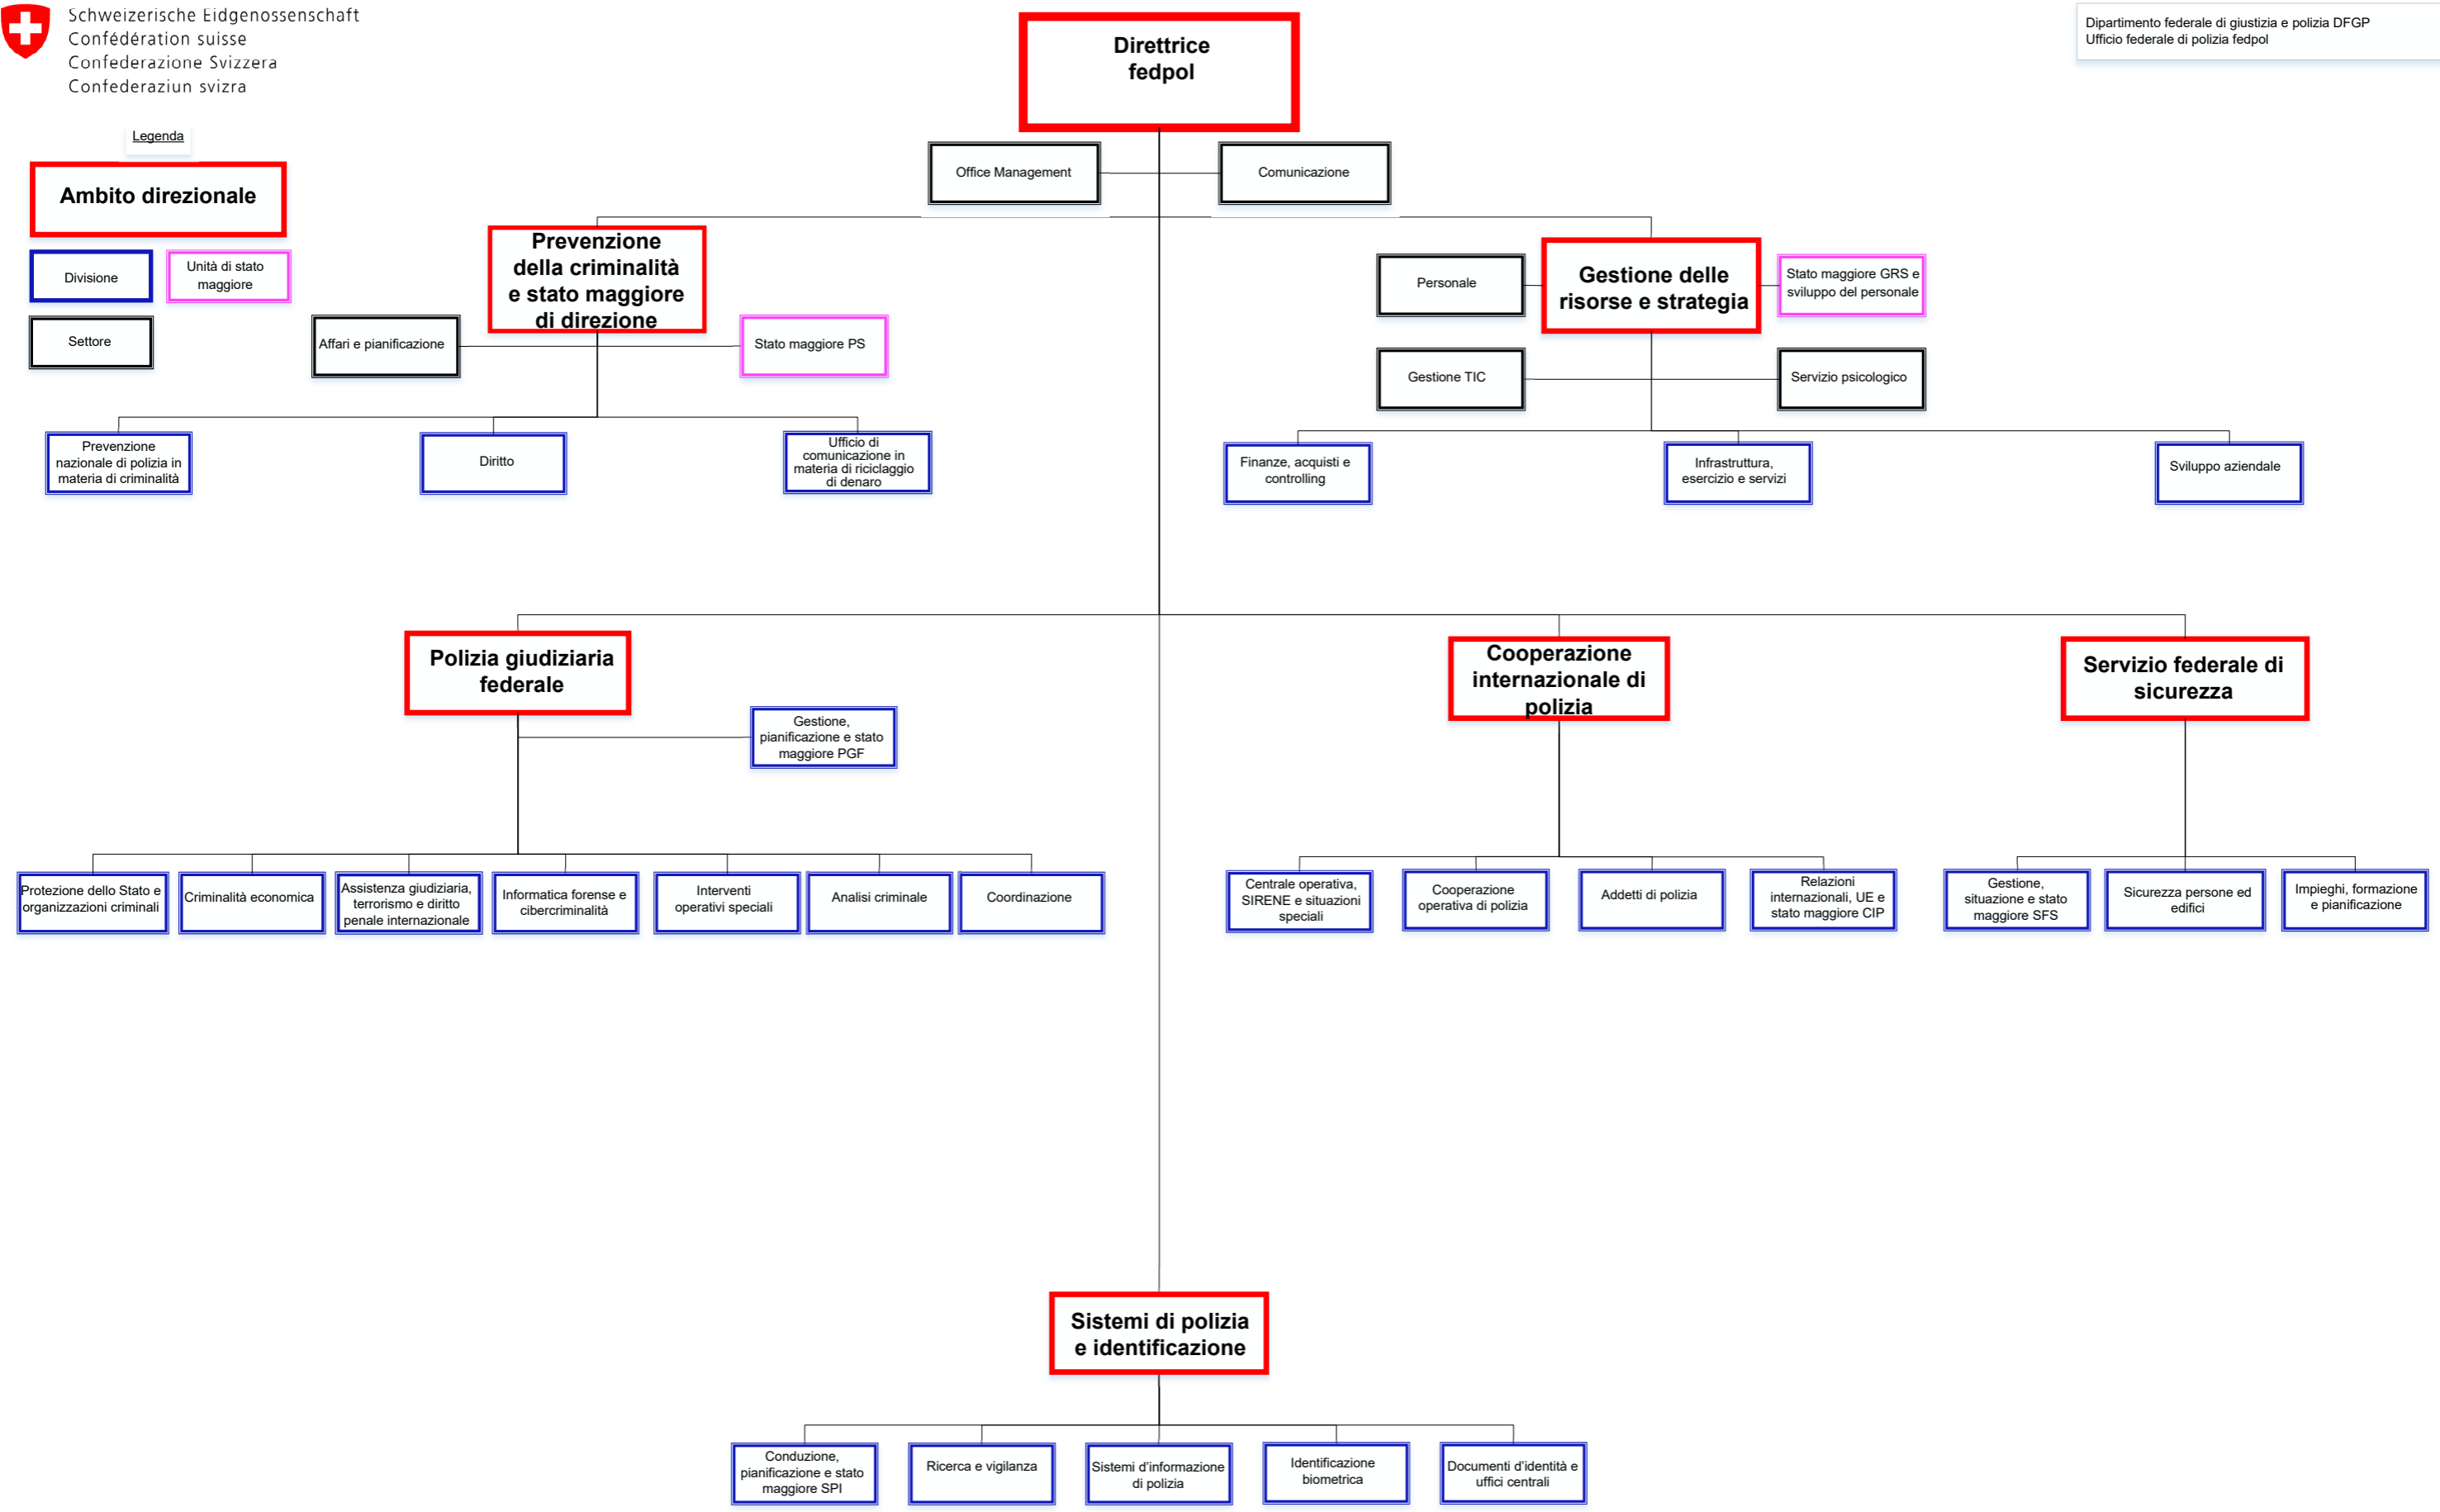 Schweizerische Eidgenossenschaft
Confédération suisse
Confederazione Svizzera
Confederaziun svizra
Dipartimento federale di giustizia e polizia DFGP
Ufficio federale di polizia fedpol
Direttrice
fedpol
Legenda
Ambito direzionale
Divisione
Unità di stato
maggiore
Settore
Office Management
Comunicazione
Prevenzione
della criminalità
e stato maggiore
di direzione
Affari e pianificazione
Stato maggiore PS
Prevenzione
nazionale di polizia in
materia di criminalità
Diritto
Ufficio di
comunicazione in
materia di riciclaggio
di denaro
Gestione delle
risorse e strategia
Personale
Stato maggiore GRS e
sviluppo del personale
Gestione TIC
Servizio psicologico
Finanze, acquisti e
controlling
Infrastruttura,
esercizio e servizi
Sviluppo aziendale
Polizia giudiziaria
federale
Gestione,
pianificazione e stato
maggiore PGF
Protezione dello Stato e
organizzazioni criminali
Criminalità economica
Assistenza giudiziaria,
terrorismo e diritto
penale internazionale
Informatica forense e
cibercriminalità
Interventi
operativi speciali
Analisi criminale
Coordinazione
Cooperazione
internazionale di
polizia
Centrale operativa,
SIRENE e situazioni
speciali
Cooperazione
operativa di polizia
Addetti di polizia
Relazioni
internazionali, UE e
stato maggiore CIP
Servizio federale di
sicurezza
Gestione,
situazione e stato
maggiore SFS
Sicurezza persone ed
edifici
Impieghi, formazione
e pianificazione
Sistemi di polizia
e identificazione
Conduzione,
pianificazione e stato
maggiore SPI
Ricerca e vigilanza
Sistemi d'informazione
di polizia
Identificazione
biometrica
Documenti d'identità e
uffici centrali